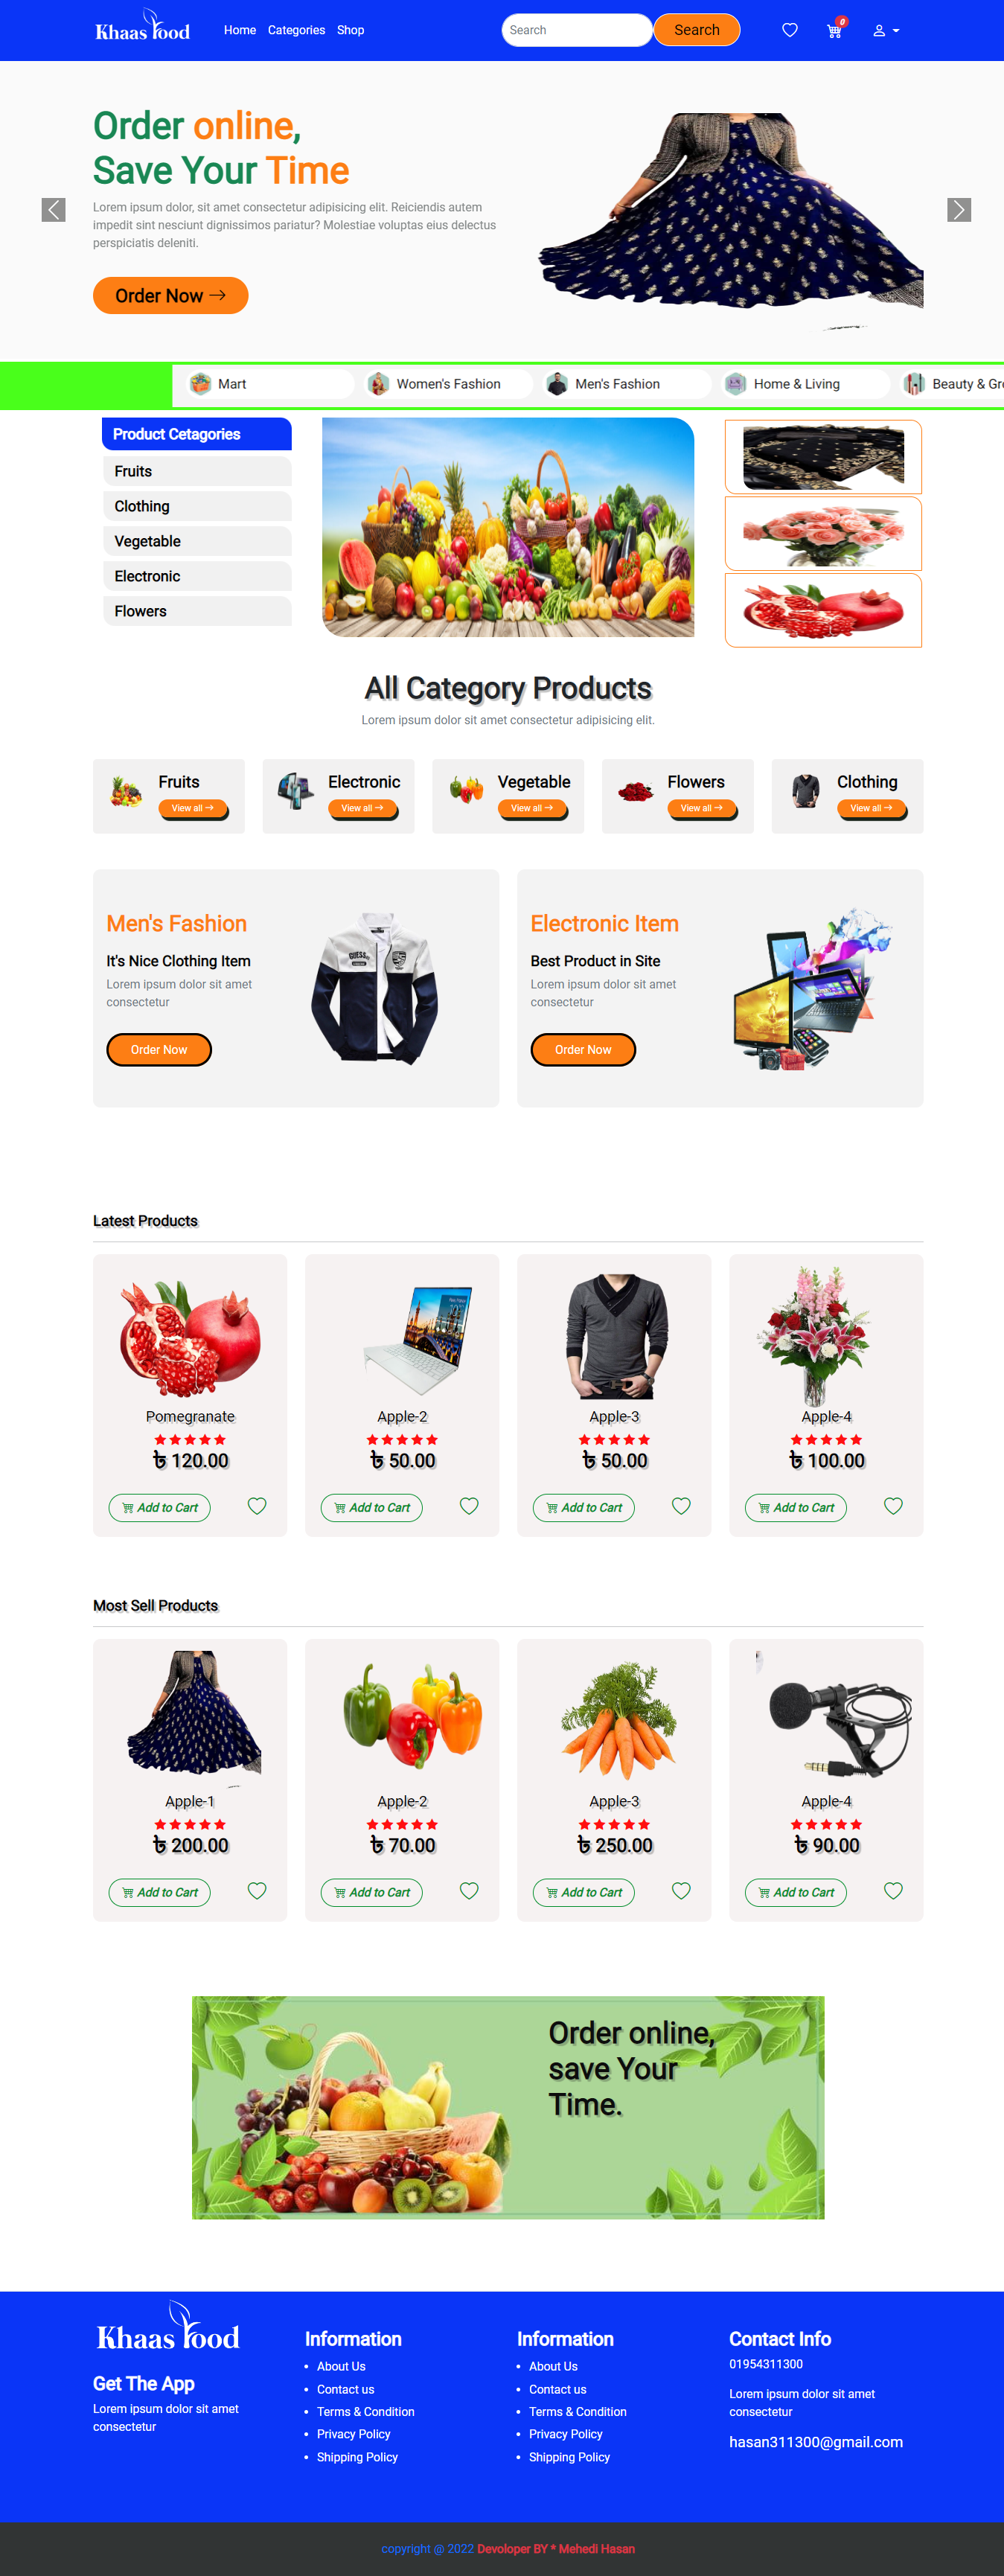 Khaas food
Home Categories Shop
Search
Search
0
Order online,
Save Your Time
Lorem ipsum dolor, sit amet consectetur adipisicing elit. Reiciendis autem
impedit sint nesciunt dignissimos pariatur? Molestiae voluptas eius delectus
perspiciatis deleniti.
Order Now
Mart
Women's Fashion
Men's Fashion
Home & Living
Beauty & Gr
Product Cetagories
Fruits
Clothing
Vegetable
Electronic
Flowers
All Category Products
Lorem ipsum dolor sit amet consectetur adipisicing elit.
Fruits
View all
Electronic
View all
Vegetable
View all
Flowers
View all
Clothing
View all
Men's Fashion
It's Nice Clothing Item
Lorem ipsum dolor sit amet
consectetur
Order Now
GUESS
Electronic Item
Best Product in Site
Lorem ipsum dolor sit amet
consectetur
Order Now
Latest Products
Pomegranate
৳ 120.00
Add to Cart
Apple-2
৳ 50.00
Add to Cart
Apple-3
৳ 50.00
Add to Cart
Apple-4
৳ 100.00
Add to Cart
Most Sell Products
Apple-1
৳ 200.00
Add to Cart
Apple-2
৳ 70.00
Add to Cart
Apple-3
৳ 250.00
Add to Cart
Apple-4
৳ 90.00
Add to Cart
Order online,
save Your
Time.
Khaas food
Get The App
Lorem ipsum dolor sit amet
consectetur
Information
About Us
Contact us
Terms & Condition
Privacy Policy
Shipping Policy
Information
About Us
Contact us
Terms & Condition
Privacy Policy
Shipping Policy
Contact Info
01954311300
Lorem ipsum dolor sit amet
consectetur
hasan311300@gmail.com
copyright @ 2022 Devoloper BY * Mehedi Hasan